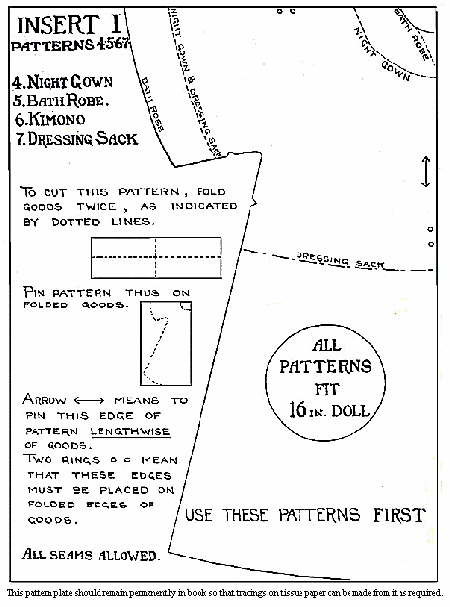 INSERT I
PATTERNS 4567
4. NIGHT GOWN
5. BATH ROBE.
6. KIMONO
7. DRESSING SACK
NIGHT GOWN & DRESSING SACK
BATH ROBE
BATH ROBE
NIGHT GOWN
TO CUT THIS PATTERN, FOLD
GOODS TWICE, AS INDICATED
BY DOTTED LINES.
DRESSING SACK
PIN PATTERN THUS ON
FOLDED GOODS.
ALL
PATTERNS
FIT
16 IN. DOLL
ARROW ⟷ MEANS TO
PIN THIS EDGE OF
PATTERN LENGTHWISE
OF GOODS.
TWO RINGS o o MEAN
THAT THESE EDGES
MUST BE PLACED ON
FOLDED EDGES OF
GOODS.
USE THESE PATTERNS FIRST
ALL SEAMS ALLOWED.
This pattern plate should remain permanently in book so that tracings on tissue paper can be made from it is required.